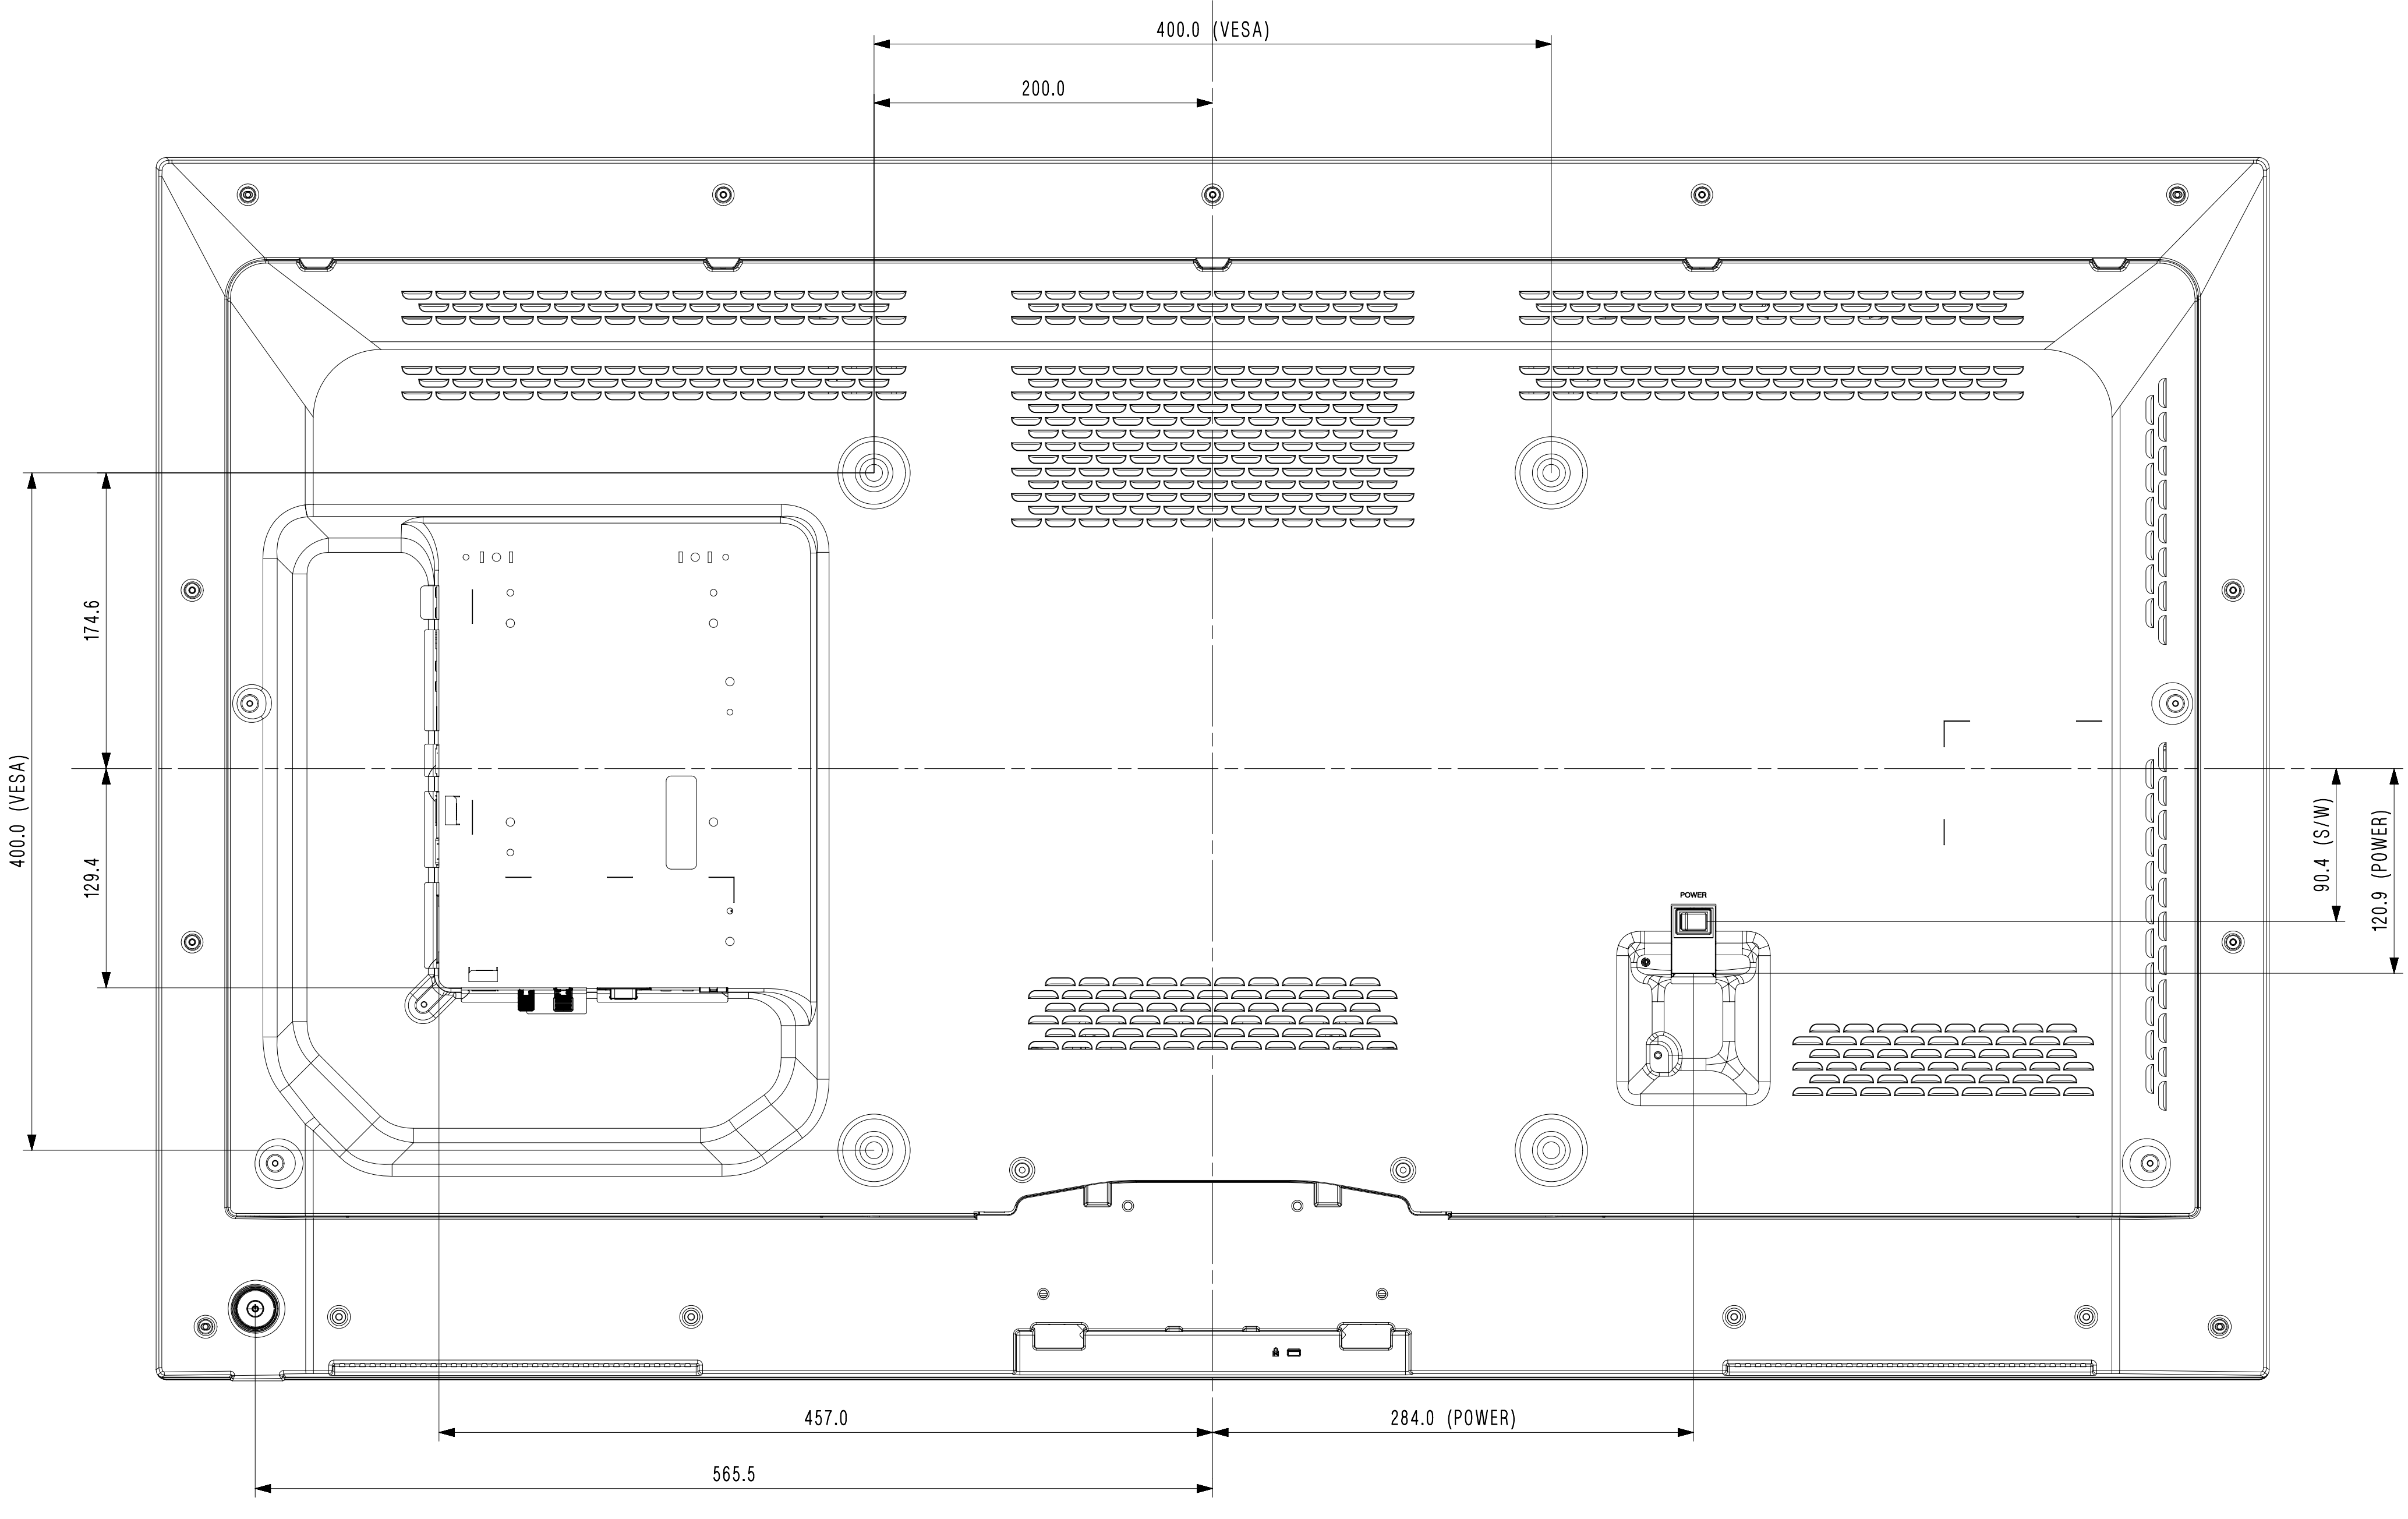 400.0 (VESA)
200.0
174.6
400.0 (VESA)
129.4
90.4 (S/W)
120.9 (POWER)
POWER
457.0
284.0 (POWER)
565.5